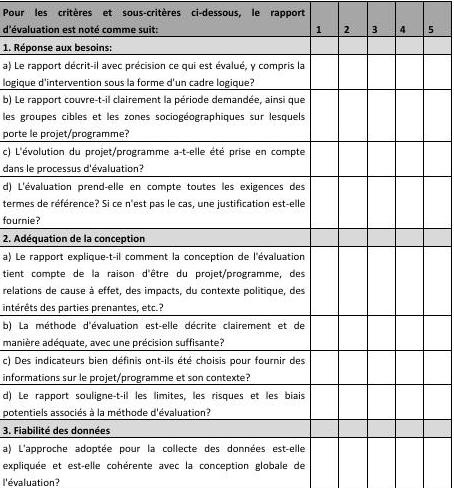 Pour les critères et sous-critères ci-dessous, le rapport
d'évaluation est noté comme suit: 1 2 3 4 5
1. Réponse aux besoins:
a) Le rapport décrit-il avec précision ce qui est évalué, y compris la
logique d'intervention sous la forme d'un cadre logique?
b) Le rapport couvre-t-il clairement la période demandée, ainsi que
les groupes cibles et les zones sociogéographiques sur lesquels
porte le projet/programme?
c) L'évolution du projet/programme a-t-elle été prise en compte
dans le processus d'évaluation?
d) L'évaluation prend-elle en compte toutes les exigences des
termes de référence? Si ce n'est pas le cas, une justification est-elle
fournie?
2. Adéquation de la conception
a) Le rapport explique-t-il comment la conception de l'évaluation
tient compte de la raison d'être du projet/programme, des
relations de cause à effet, des impacts, du contexte politique, des
intérêts des parties prenantes, etc.?
b) La méthode d'évaluation est-elle décrite clairement et de
manière adéquate, avec une précision suffisante?
c) Des indicateurs bien définis ont-ils été choisis pour fournir des
informations sur le projet/programme et son contexte?
d) Le rapport souligne-t-il les limites, les risques et les biais
potentiels associés à la méthode d'évaluation?
3. Fiabilité des données
a) L'approche adoptée pour la collecte des données est-elle
expliquée et est-elle cohérente avec la conception globale de
l'évaluation?